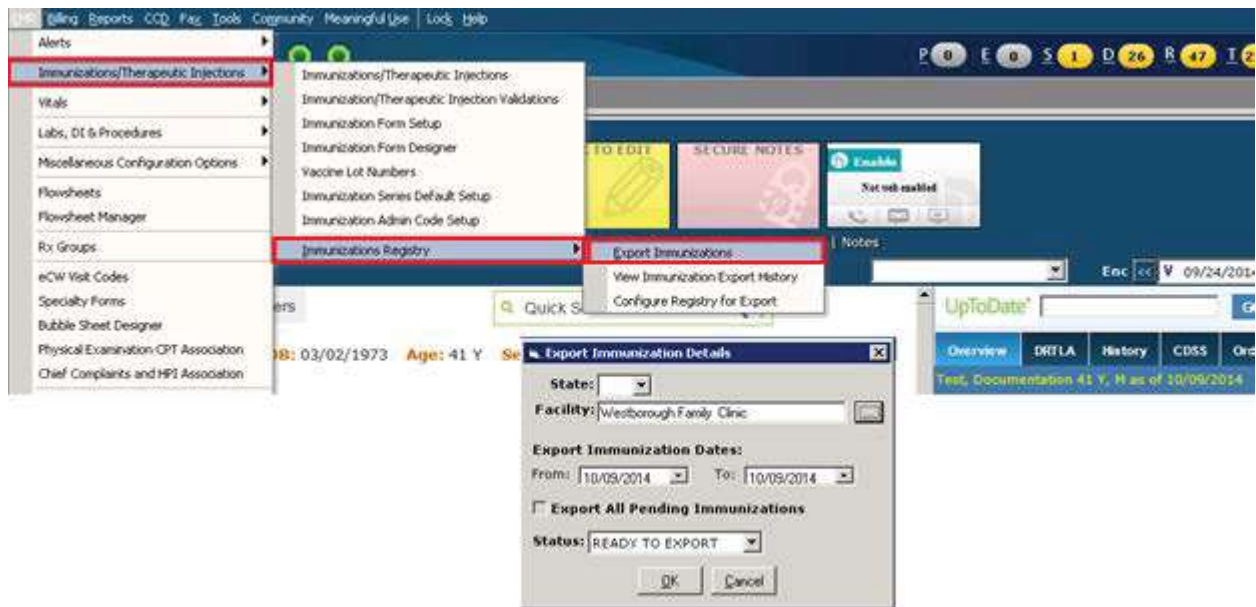 EMR Billing Reports CCD Fax Tools Community Meaningful Use Lock Help
P 0 E 0 S 1 D 26 R 47 T
Alerts
Immunizations/Therapeutic Injections
Vitals
Labs, DI & Procedures
Miscellaneous Configuration Options
Flowsheets
Flowsheet Manager
Rx Groups
eCW Visit Codes
Specialty Forms
Bubble Sheet Designer
Physical Examination CPT Association
Chief Complaints and HPI Association
Immunizations/Therapeutic Injections
Immunization/Therapeutic Injection Validations
Immunization Form Setup
Immunization Form Designer
Vaccine Lot Numbers
Immunization Series Default Setup
Immunization Admin Code Setup
Immunizations Registry
Export Immunizations
View Immunization Export History
Configure Registry for Export
TO EDIT
SECURE NOTES
Enable
Not web enabled
Notes
Enc << V 09/24/2014
ers
Quick S
UpToDate
: 03/02/1973 Age: 41 Y Se
Overview DRTLA History CDSS Ord
Test, Documentation 41 Y, M as of 10/09/2014
Export Immunization Details
State:
Facility: Westborough Family Clinic
...
Export Immunization Dates:
From: 10/09/2014 To: 10/09/2014
Export All Pending Immunizations
Status: READY TO EXPORT
OK Cancel